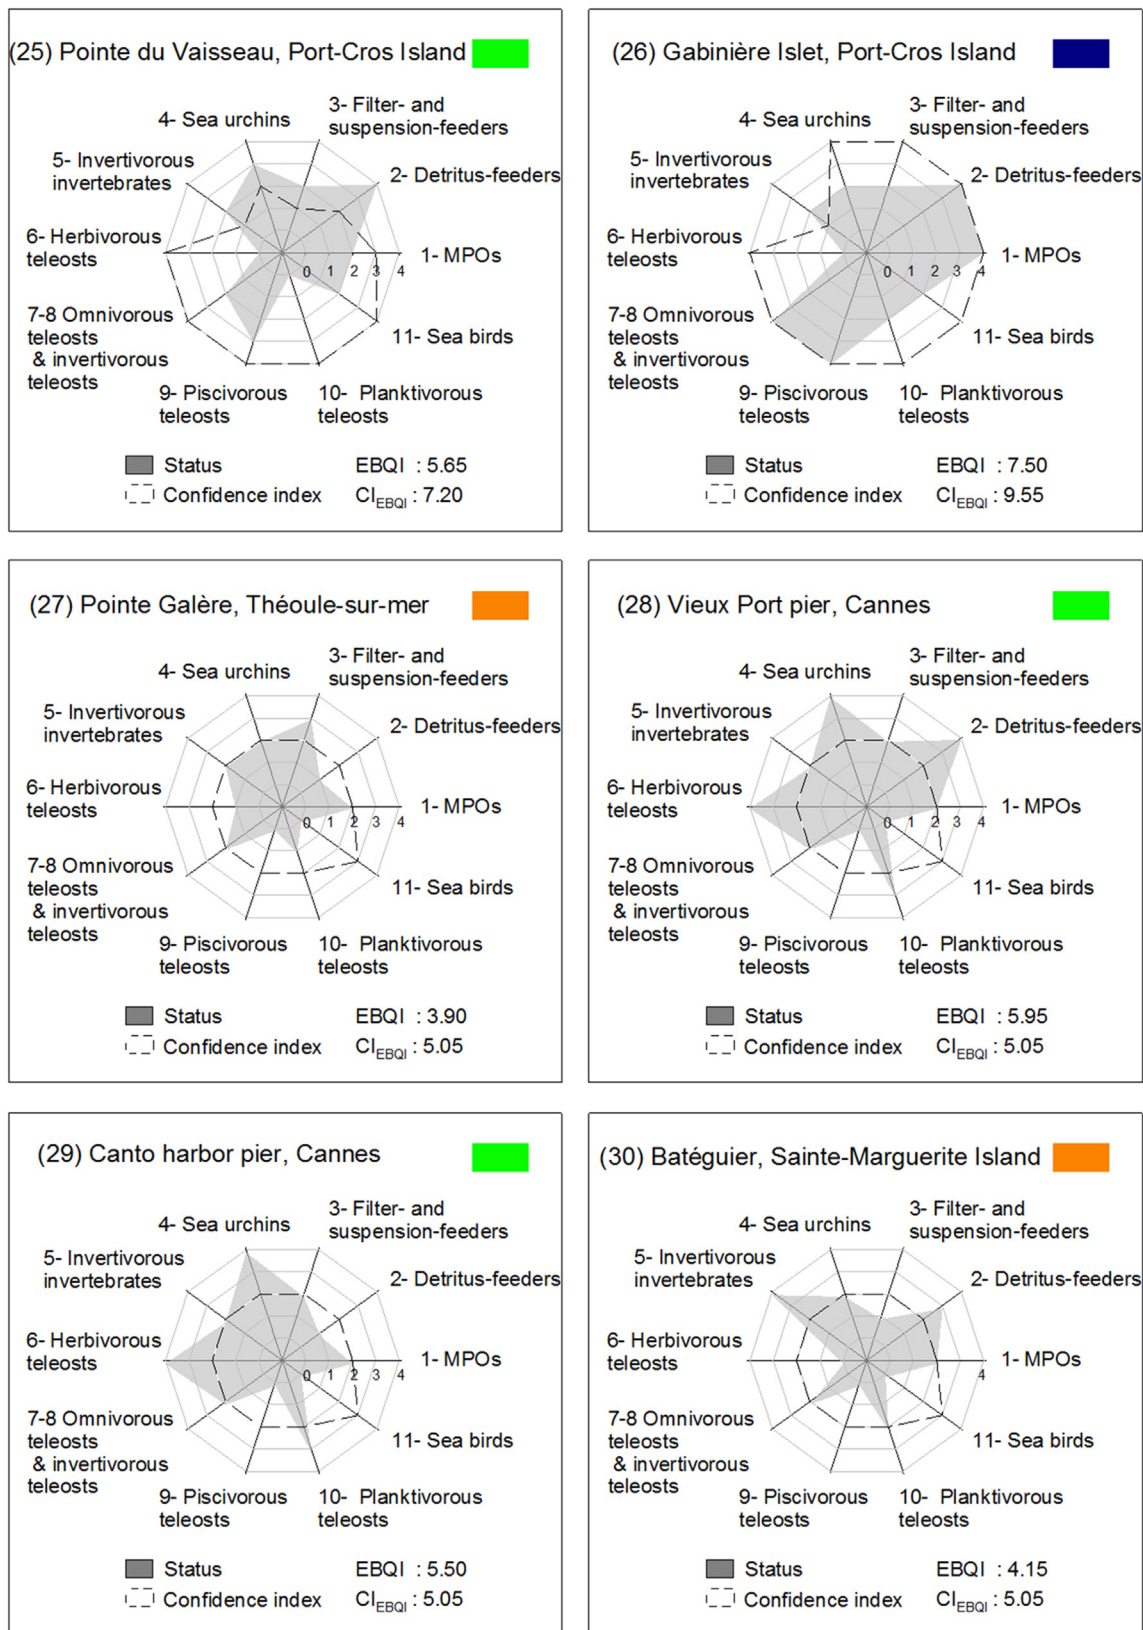 (25) Pointe du Vaisseau, Port-Cros Island
4- Sea urchins
3- Filter- and
suspension-feeders
5- Invertivorous
invertebrates
2- Detritus-feeders
6- Herbivorous
teleosts
0 1 2 3 4
1- MPOs
7-8 Omnivorous
teleosts
& invertivorous
teleosts
11- Sea birds
9- Piscivorous
teleosts
10- Planktivorous
teleosts
Status
EBQI : 5.65
Confidence index
CI_EBQI : 7.20
(26) Gabinière Islet, Port-Cros Island
4- Sea urchins
3- Filter- and
suspension-feeders
5- Invertivorous
invertebrates
2- Detritus-feeders
6- Herbivorous
teleosts
0 1 2 3 4
1- MPOs
7-8 Omnivorous
teleosts
& invertivorous
teleosts
11- Sea birds
9- Piscivorous
teleosts
10- Planktivorous
teleosts
Status
EBQI : 7.50
Confidence index
CI_EBQI : 9.55
(27) Pointe Galère, Théoule-sur-mer
4- Sea urchins
3- Filter- and
suspension-feeders
5- Invertivorous
invertebrates
2- Detritus-feeders
6- Herbivorous
teleosts
0 1 2 3 4
1- MPOs
7-8 Omnivorous
teleosts
& invertivorous
teleosts
11- Sea birds
9- Piscivorous
teleosts
10- Planktivorous
teleosts
Status
EBQI : 3.90
Confidence index
CI_EBQI : 5.05
(28) Vieux Port pier, Cannes
4- Sea urchins
3- Filter- and
suspension-feeders
5- Invertivorous
invertebrates
2- Detritus-feeders
6- Herbivorous
teleosts
0 1 2 3 4
1- MPOs
7-8 Omnivorous
teleosts
& invertivorous
teleosts
11- Sea birds
9- Piscivorous
teleosts
10- Planktivorous
teleosts
Status
EBQI : 5.95
Confidence index
CI_EBQI : 5.05
(29) Canto harbor pier, Cannes
4- Sea urchins
3- Filter- and
suspension-feeders
5- Invertivorous
invertebrates
2- Detritus-feeders
6- Herbivorous
teleosts
0 1 2 3 4
1- MPOs
7-8 Omnivorous
teleosts
& invertivorous
teleosts
11- Sea birds
9- Piscivorous
teleosts
10- Planktivorous
teleosts
Status
EBQI : 5.50
Confidence index
CI_EBQI : 5.05
(30) Batéguier, Sainte-Marguerite Island
4- Sea urchins
3- Filter- and
suspension-feeders
5- Invertivorous
invertebrates
2- Detritus-feeders
6- Herbivorous
teleosts
4
1- MPOs
7-8 Omnivorous
teleosts
& invertivorous
teleosts
11- Sea birds
9- Piscivorous
teleosts
10- Planktivorous
teleosts
Status
EBQI : 4.15
Confidence index
CI_EBQI : 5.05